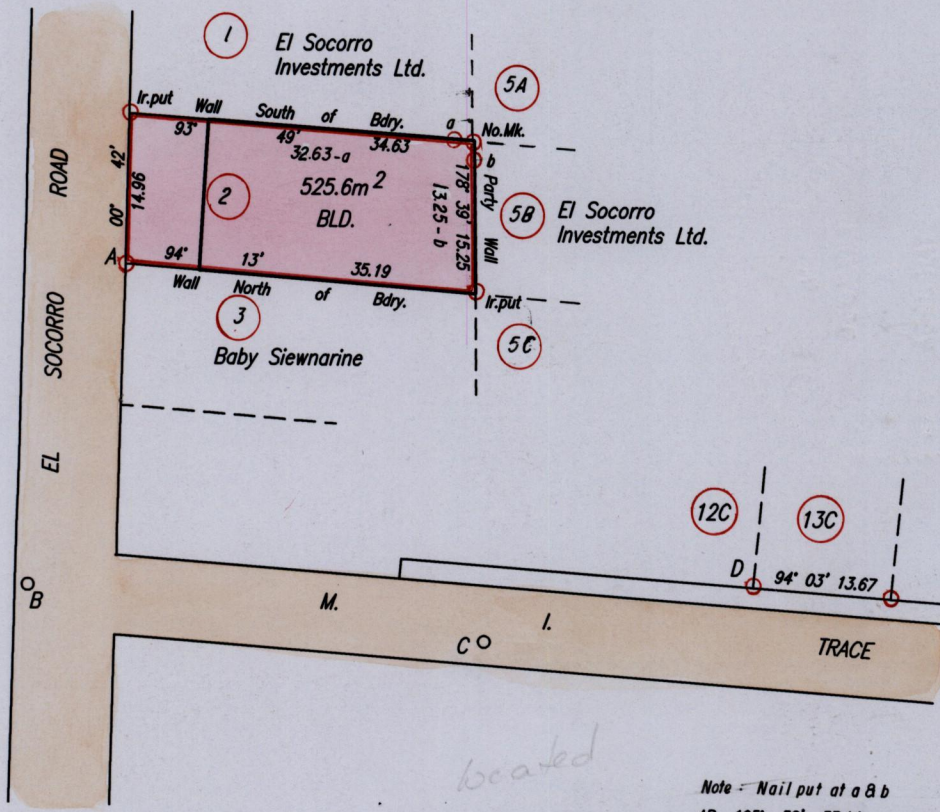 1
El Socorro
Investments Ltd.
5A
Ir.put
Wall
South of Bdry.
a
No.Mk.
93° 49' 34.63
32.63-a
b
ROAD
00° 42'
14.96
2
525.6m²
BLD.
178° 39' 15.25
13.25-b
Party Wall
5B
El Socorro
Investments Ltd.
A
94° 13' 35.19
Wall
North of Bdry.
Ir.put
3
5C
SOCORRO
Baby Siewnarine
EL
12C
13C
D
94° 03' 13.67
B
M. I. TRACE
C
located
Note : Nail put at a & b